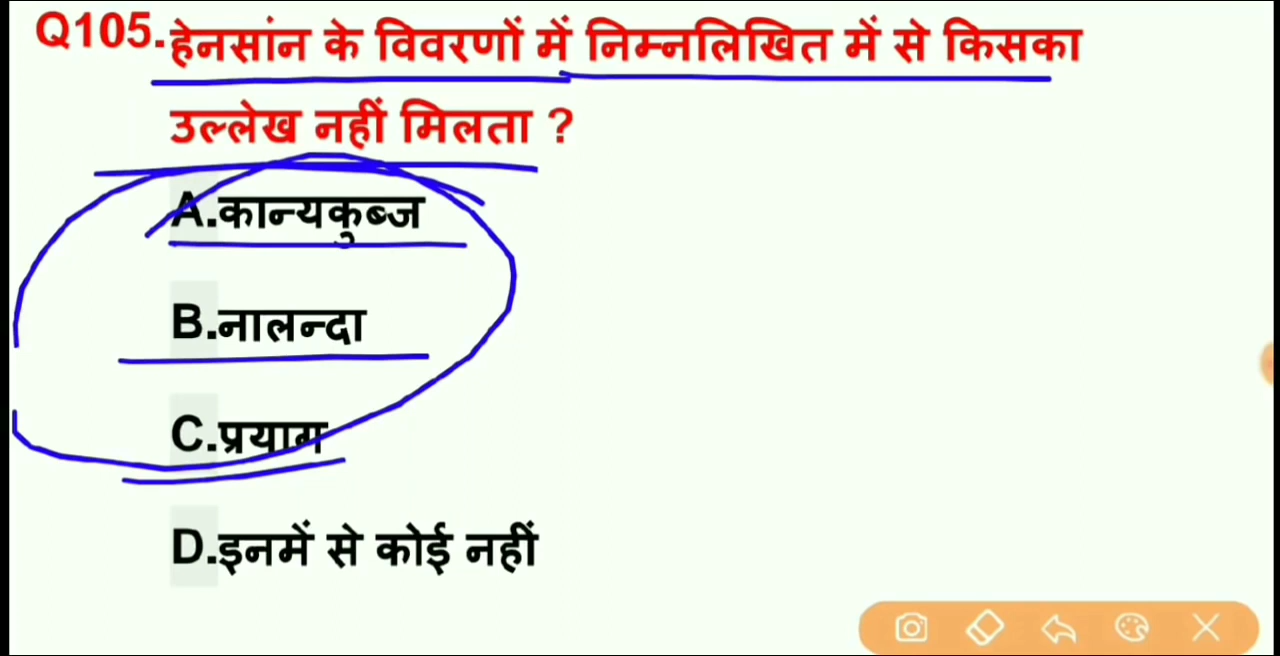 Q105.हेनसांन के विवरणों में निम्नलिखित में से किसका
उल्लेख नहीं मिलता ?
A.कान्यकुब्ज
B.नालन्दा
C.प्रयाग
D.इनमें से कोई नहीं